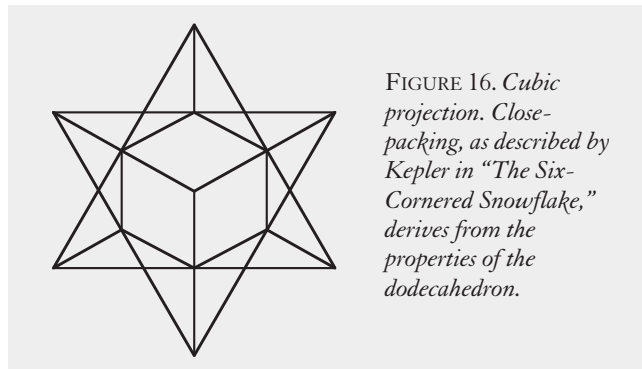 FIGURE 16. Cubic
projection. Close-
packing, as described by
Kepler in “The Six-
Cornered Snowflake,”
derives from the
properties of the
dodecahedron.